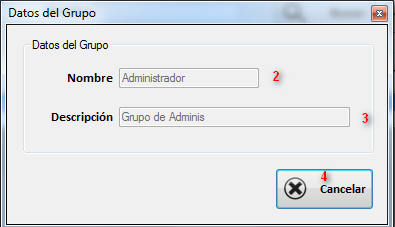 Datos del Grupo
Datos del Grupo
Nombre Administrador 2
Descripción Grupo de Adminis 3
4
Cancelar